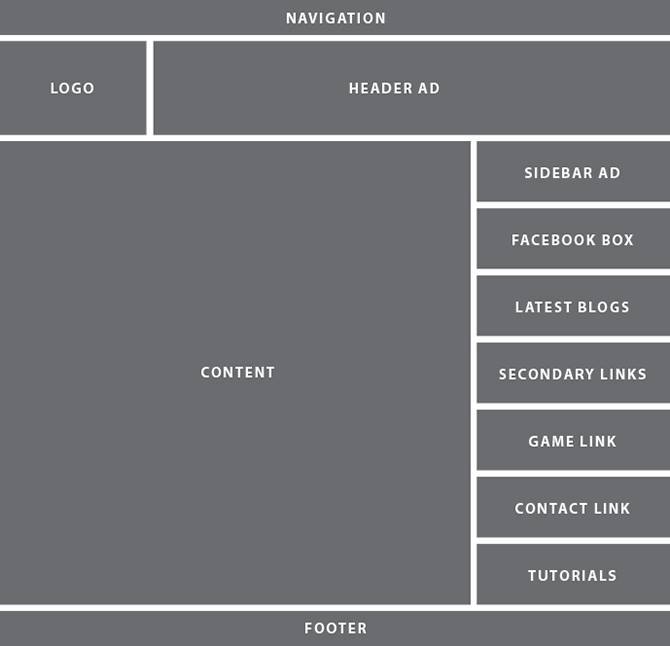 NAVIGATION
LOGO
HEADER AD
CONTENT
SIDEBAR AD
FACEBOOK BOX
LATEST BLOGS
SECONDARY LINKS
GAME LINK
CONTACT LINK
TUTORIALS
FOOTER